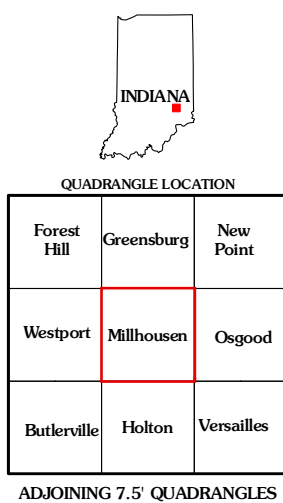 INDIANA
QUADRANGLE LOCATION
Forest
Hill
Greensburg
New
Point
Westport
Millhousen
Osgood
Butlerville
Holton
Versailles
ADJOINING 7.5' QUADRANGLES